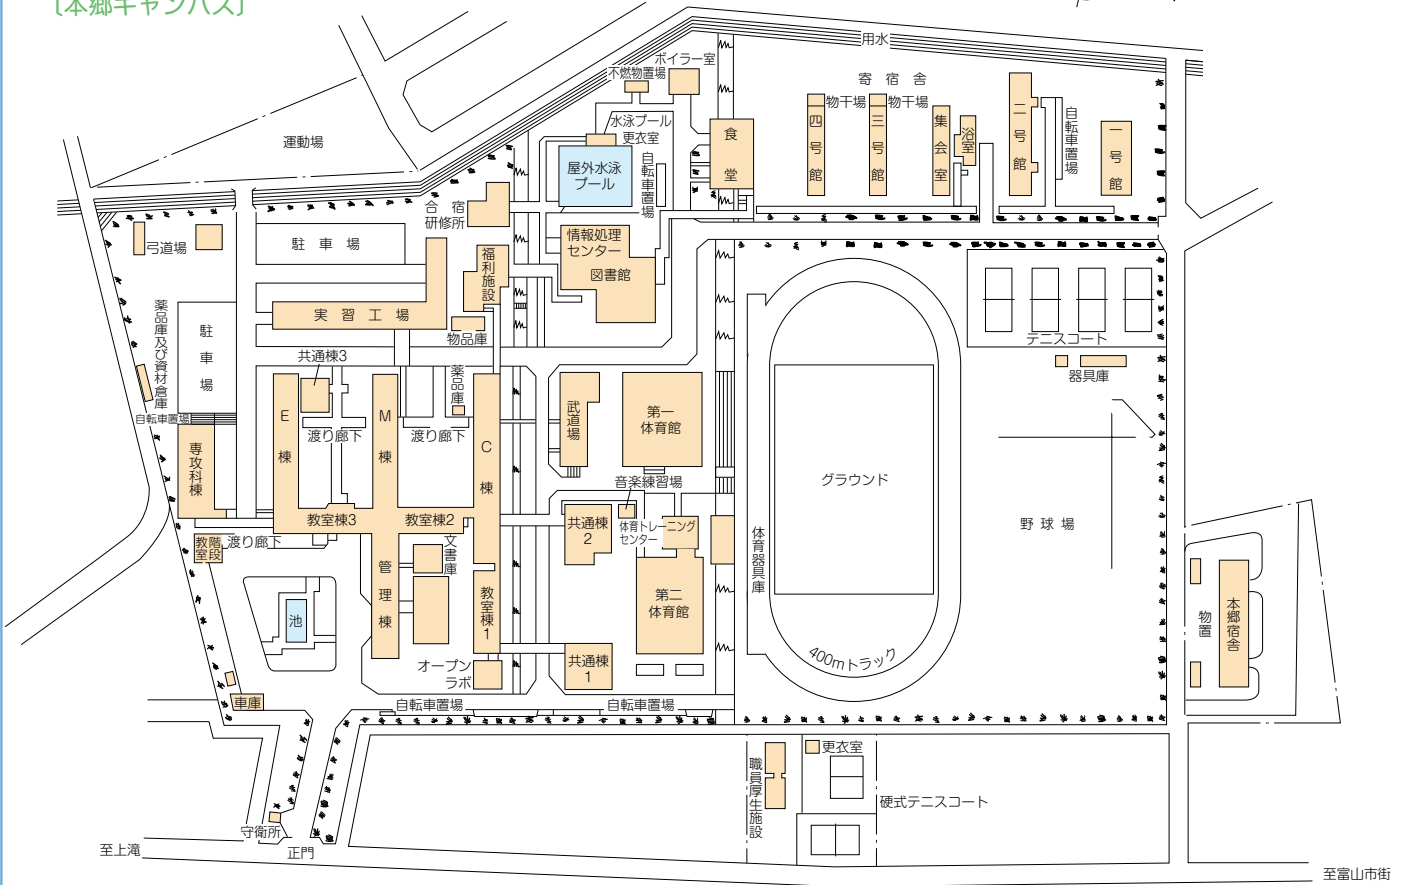 〔本郷キャンパス〕
用水
ボイラー室
不燃物置場
寄宿舎
物干場
物干場
水泳プール
更衣室
食堂
四号館
三号館
集会室
浴室
二号館
自転車置場
一号館
運動場
屋外水泳
プール
自転車置場
合宿
研修所
弓道場
駐車場
情報処理
センター
図書館
福利施設
薬品庫及び資材倉庫
駐車場
実習工場
物品庫
テニスコート
器具庫
共通棟3
薬品庫
自転車置場
E棟
M棟
C棟
渡り廊下
渡り廊下
武道場
第一
体育館
専攻科棟
音楽練習場
グラウンド
野球場
教室棟3
教室棟2
共通棟
2
体育トレーニング
センター
体育器具庫
階段
教室
渡り廊下
文書庫
管理棟
教室棟1
第二
体育館
池
物置
本郷宿舎
オープン
ラボ
共通棟
1
400mトラック
車庫
自転車置場
自転車置場
職員厚生施設
更衣室
硬式テニスコート
守衛所
正門
至上滝
至富山市街